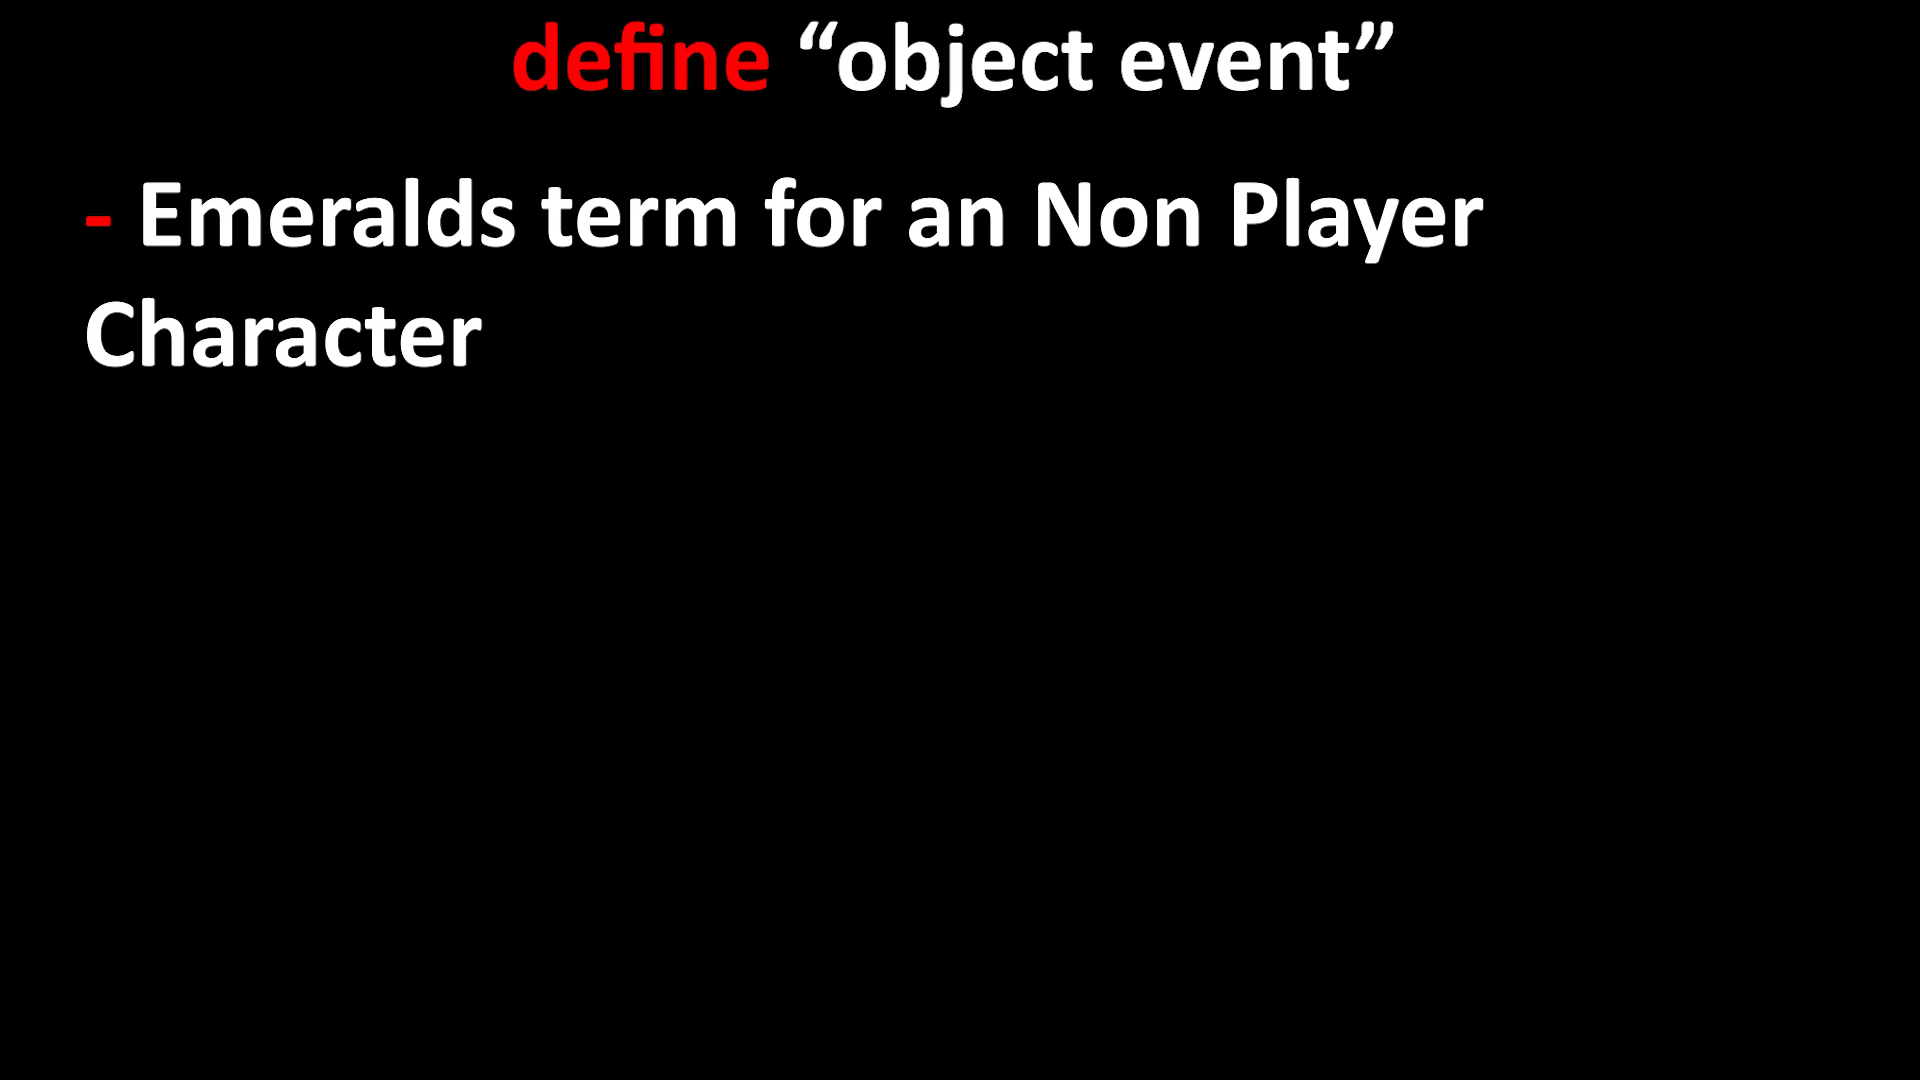 define “object event”
- Emeralds term for an Non Player
Character